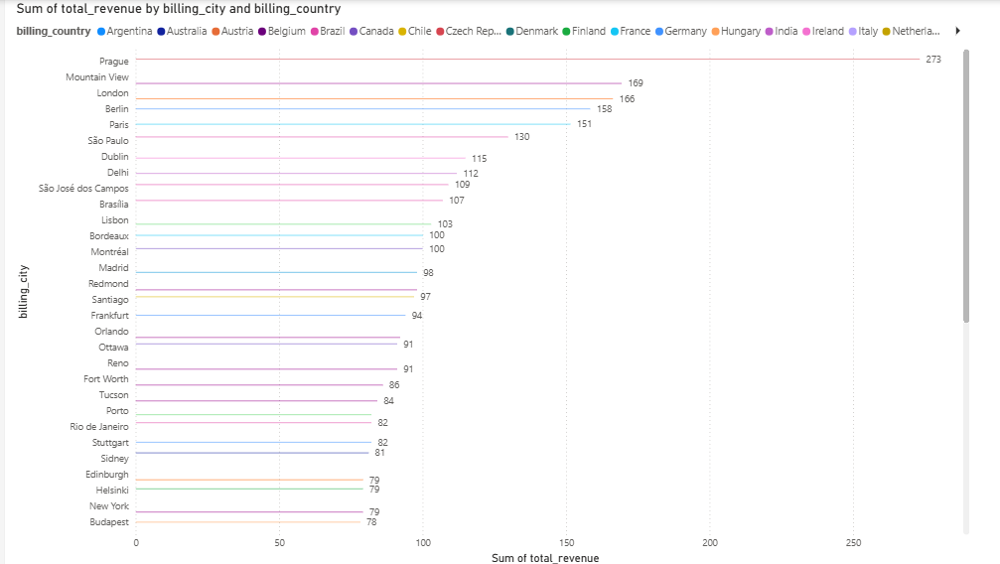 Sum of total_revenue by billing_city and billing_country
billing_country Argentina Australia Austria Belgium Brazil Canada Chile Czech Rep... Denmark Finland France Germany Hungary India Ireland Italy Netherla...
Prague 273
Mountain View 169
London 166
Berlin 158
Paris 151
São Paulo 130
Dublin 115
Delhi 112
São José dos Campos 109
Brasília 107
Lisbon 103
Bordeaux 100
Montréal 100
Madrid 98
Redmond
Santiago 97
Frankfurt 94
Orlando
Ottawa 91
Reno 91
Fort Worth 86
Tucson 84
Porto
Rio de Janeiro 82
Stuttgart 82
Sidney 81
Edinburgh 79
Helsinki 79
New York 79
Budapest 78
billing_city
0 50 100 150 200 250
Sum of total_revenue